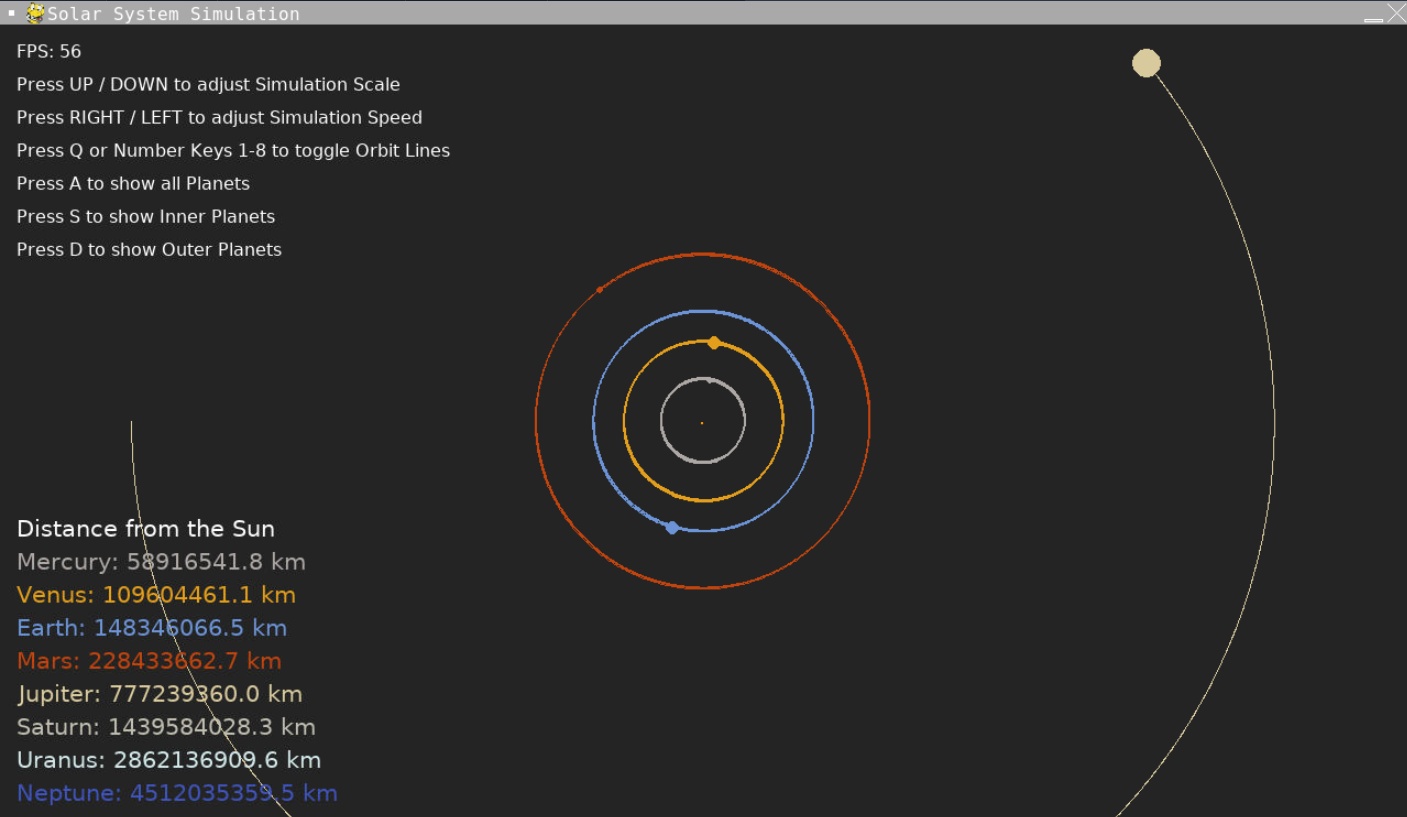 Solar System Simulation
FPS: 56
Press UP / DOWN to adjust Simulation Scale
Press RIGHT / LEFT to adjust Simulation Speed
Press Q or Number Keys 1-8 to toggle Orbit Lines
Press A to show all Planets
Press S to show Inner Planets
Press D to show Outer Planets
Distance from the Sun
Mercury: 58916541.8 km
Venus: 109604461.1 km
Earth: 148346066.5 km
Mars: 228433662.7 km
Jupiter: 777239360.0 km
Saturn: 1439584028.3 km
Uranus: 2862136909.6 km
Neptune: 4512035359.5 km